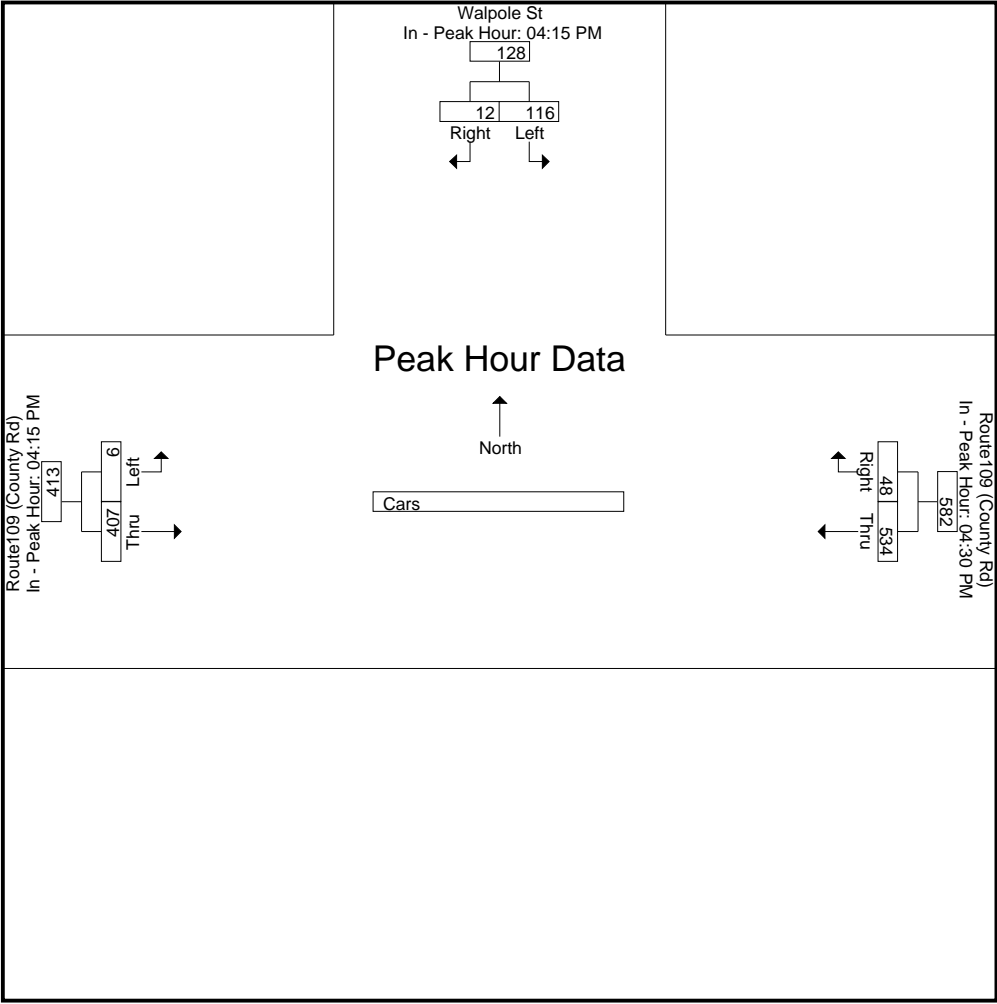 Walpole St
In - Peak Hour: 04:15 PM
128
12 116
Right Left
Peak Hour Data
North
Cars
Route109 (County Rd)
In - Peak Hour: 04:15 PM
413
6 407
Left Thru
Route109 (County Rd)
In - Peak Hour: 04:30 PM
582
48 534
Right Thru